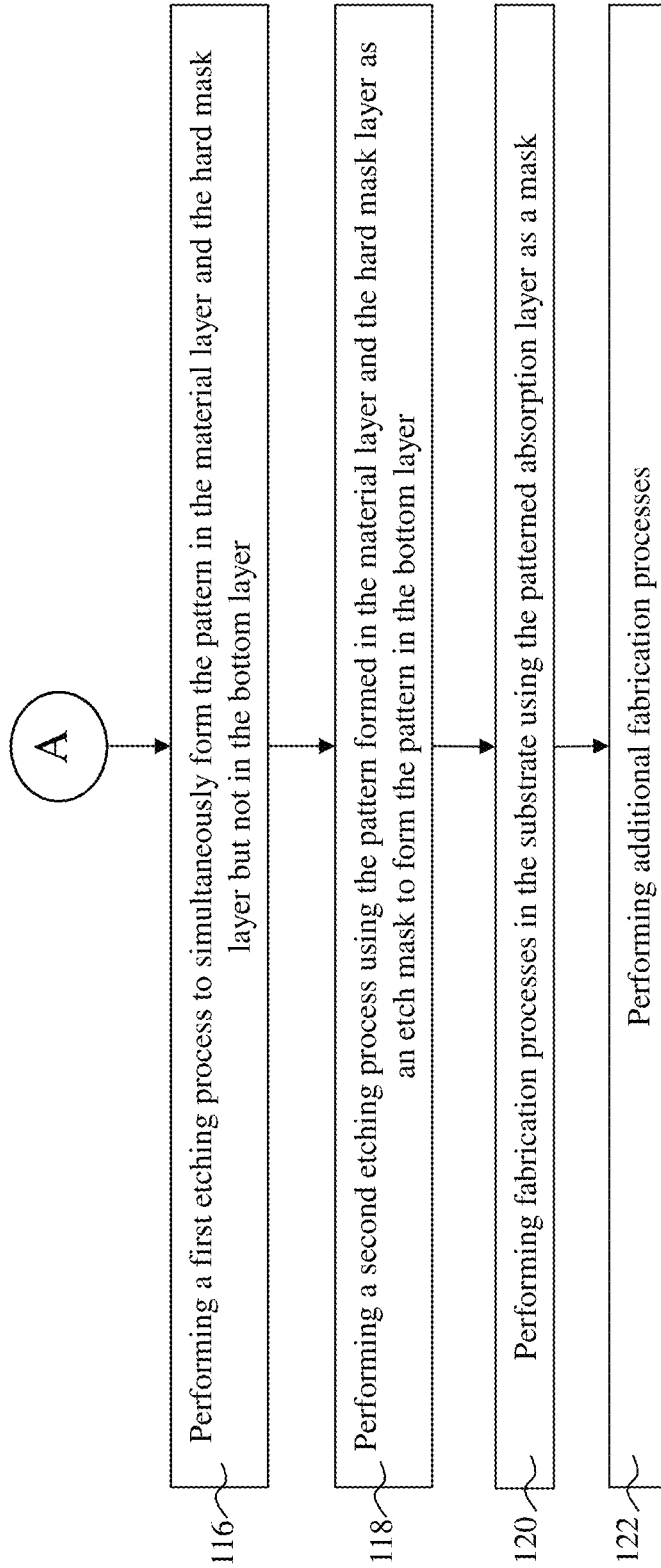 A
116
Performing a first etching process to simultaneously form the pattern in the material layer and the hard mask
layer but not in the bottom layer
118
Performing a second etching process using the pattern formed in the material layer and the hard mask layer as
an etch mask to form the pattern in the bottom layer
120
Performing fabrication processes in the substrate using the patterned absorption layer as a mask
122
Performing additional fabrication processes